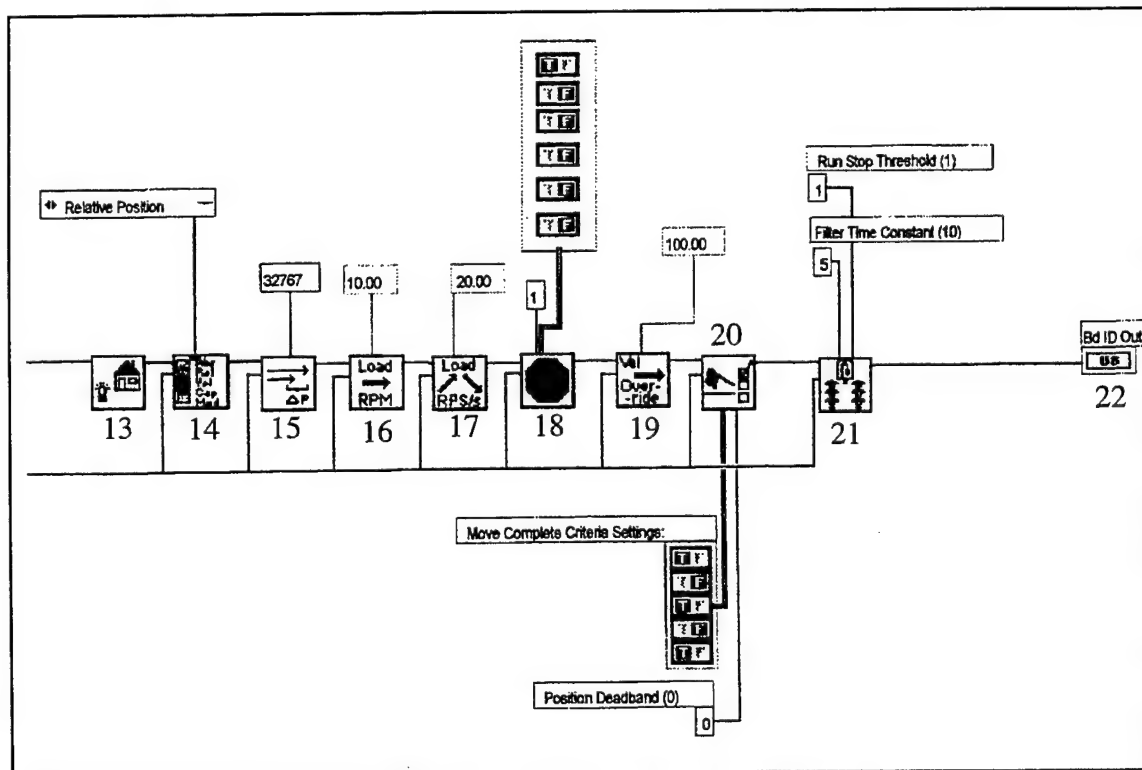 T F
T F
T F
T F
T F
T F
Run Stop Threshold (1)
1
Relative Position
Filter Time Constant (10)
32767
10.00
20.00
1
100.00
5
20
Bd ID Out
Load
RPM
Load
RPS/s
Vel
Over-
-ride
ΔP
13
14
15
16
17
18
19
21
22
Move Complete Criteria Settings:
T F
T F
T F
T F
T F
Position Deadband (0)
0